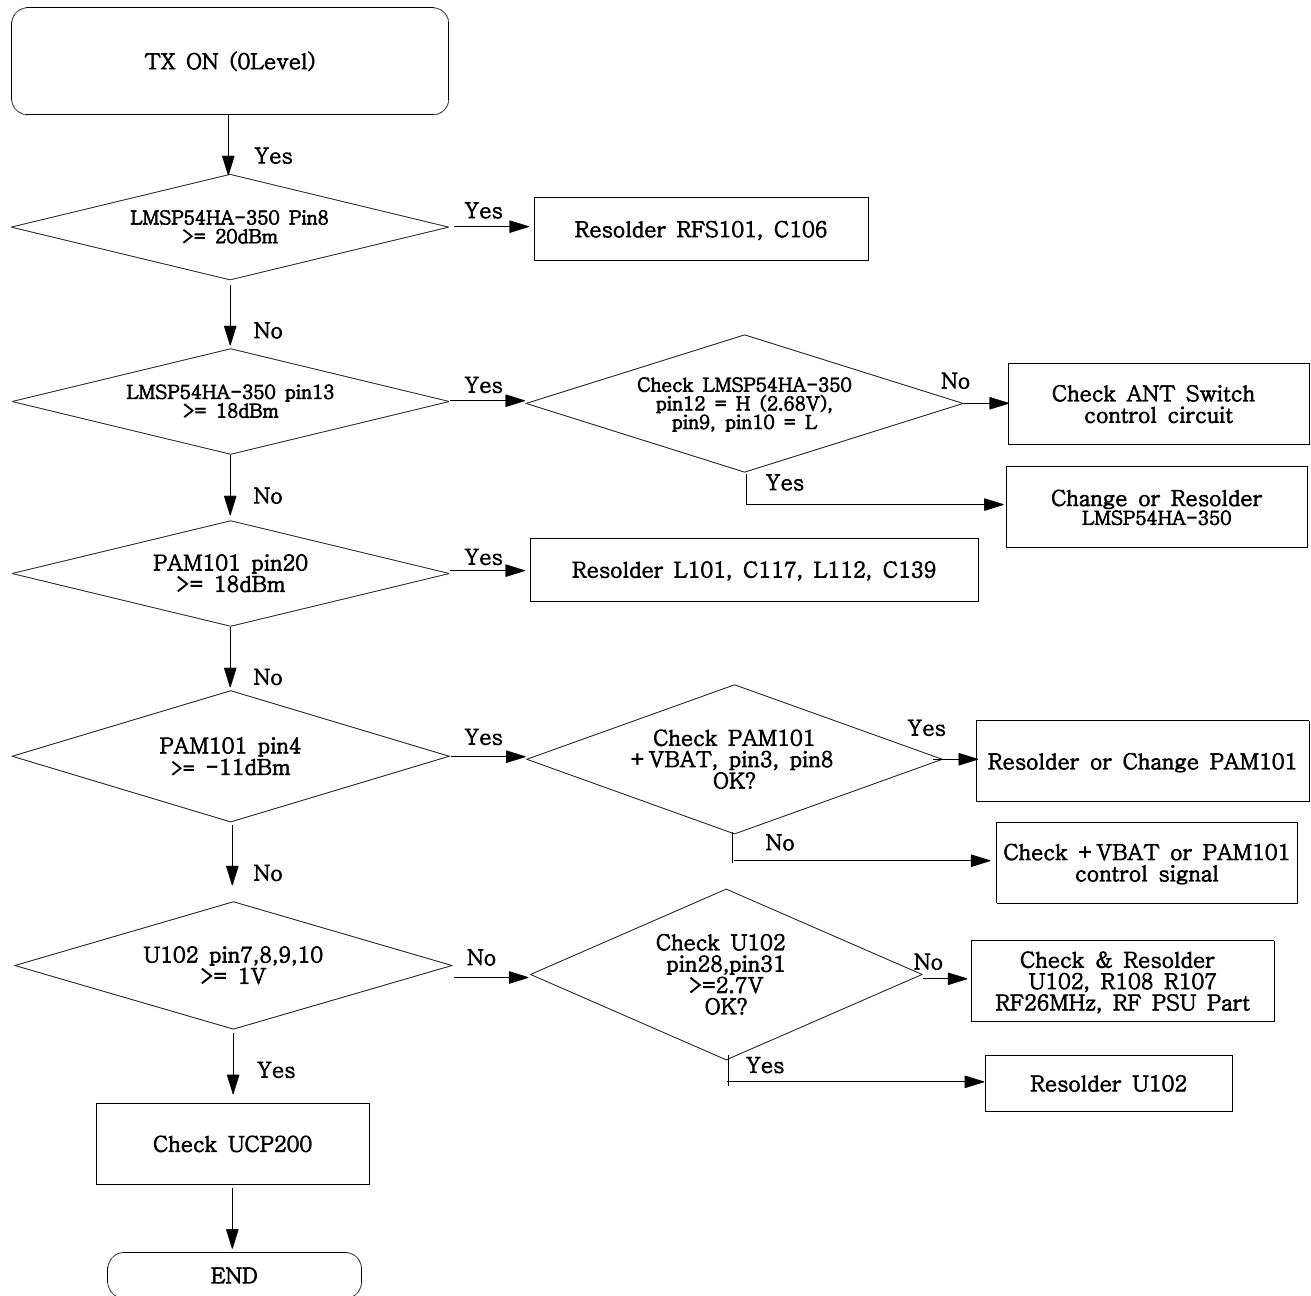 TX ON (0Level)
Yes
LMSP54HA-350 Pin8
>= 20dBm
Yes
Resolder RFS101, C106
No
LMSP54HA-350 pin13
>= 18dBm
Yes
Check LMSP54HA-350
pin12 = H (2.68V),
pin9, pin10 = L
No
Check ANT Switch
control circuit
Yes
Change or Resolder
LMSP54HA-350
No
PAM101 pin20
>= 18dBm
Yes
Resolder L101, C117, L112, C139
No
PAM101 pin4
>= -11dBm
Yes
Check PAM101
+VBAT, pin3, pin8
OK?
Yes
Resolder or Change PAM101
No
Check +VBAT or PAM101
control signal
No
U102 pin7,8,9,10
>= 1V
No
Check U102
pin28,pin31
>=2.7V
OK?
No
Check & Resolder
U102, R108 R107
RF26MHz, RF PSU Part
Yes
Resolder U102
Yes
Check UCP200
END